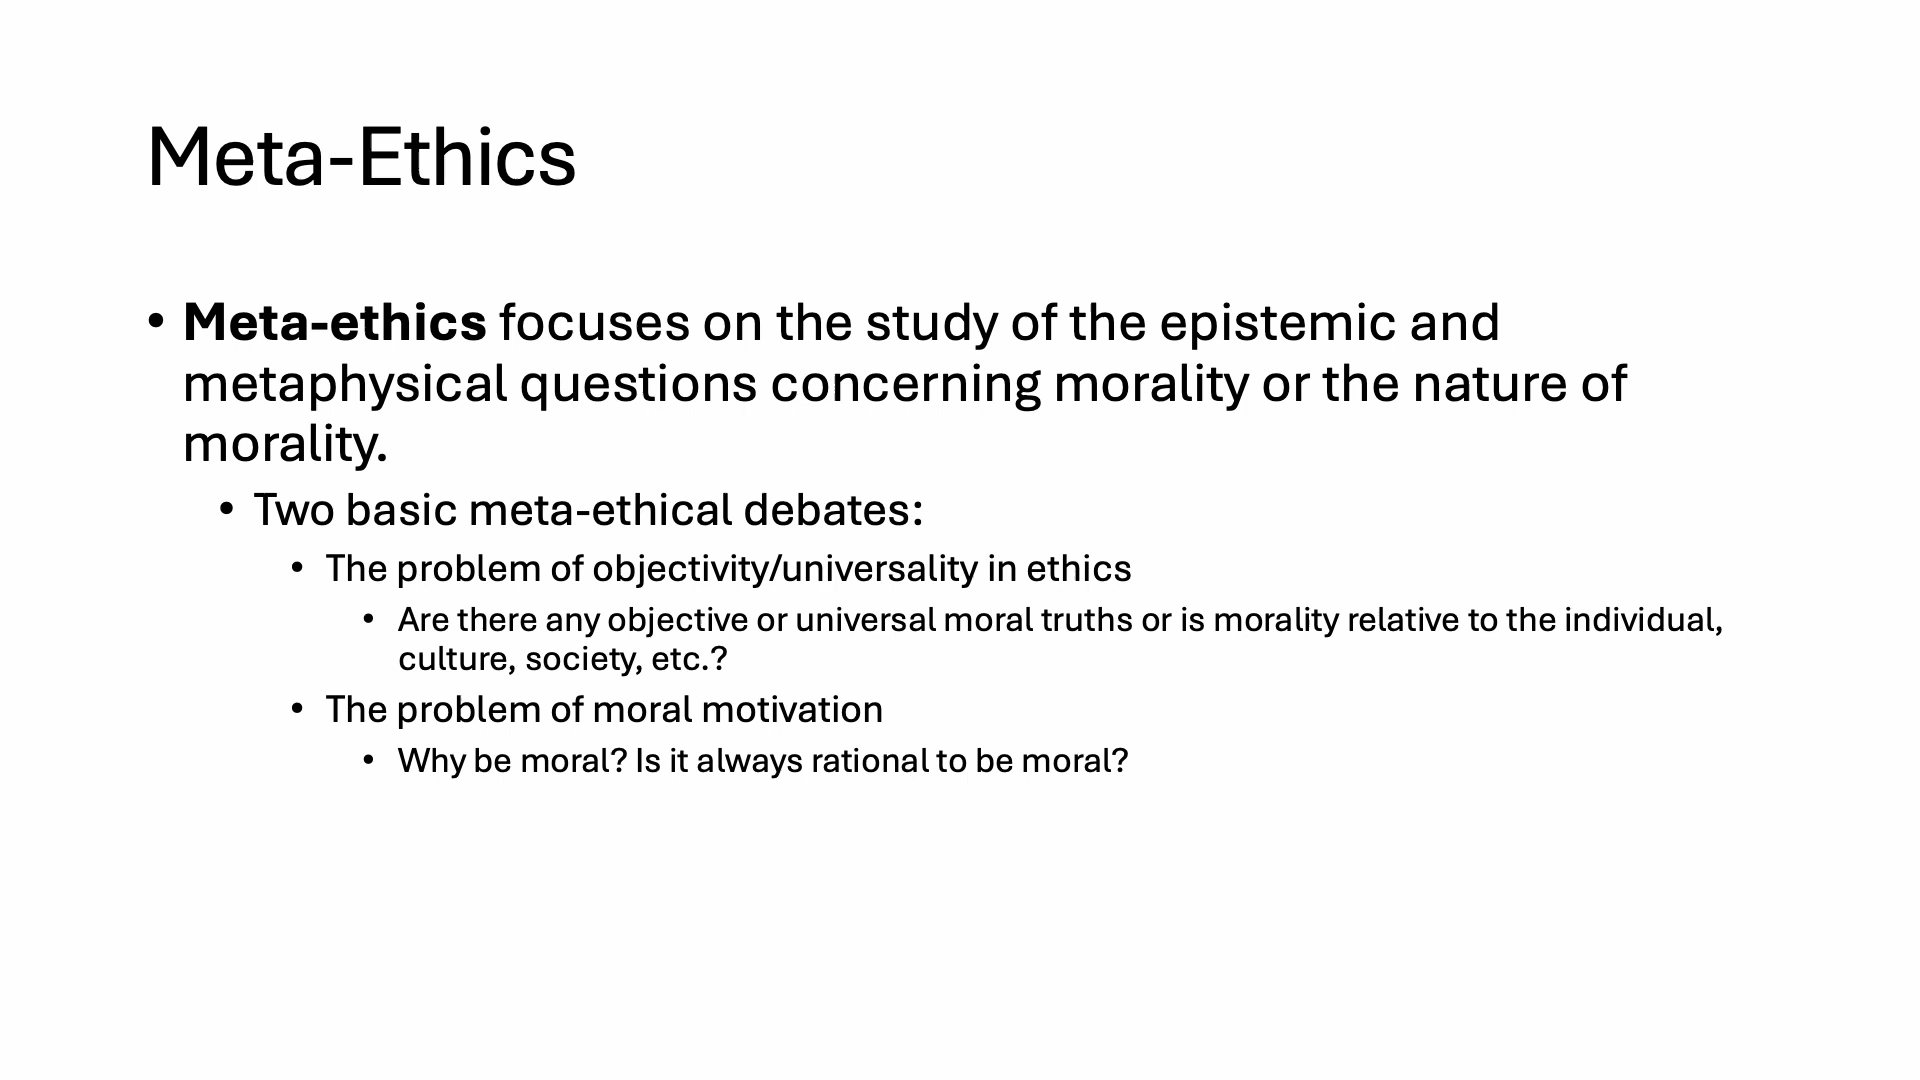 Meta-Ethics
• Meta-ethics focuses on the study of the epistemic and
metaphysical questions concerning morality or the nature of
morality.
• Two basic meta-ethical debates:
• The problem of objectivity/universality in ethics
• Are there any objective or universal moral truths or is morality relative to the individual,
culture, society, etc.?
• The problem of moral motivation
• Why be moral? Is it always rational to be moral?